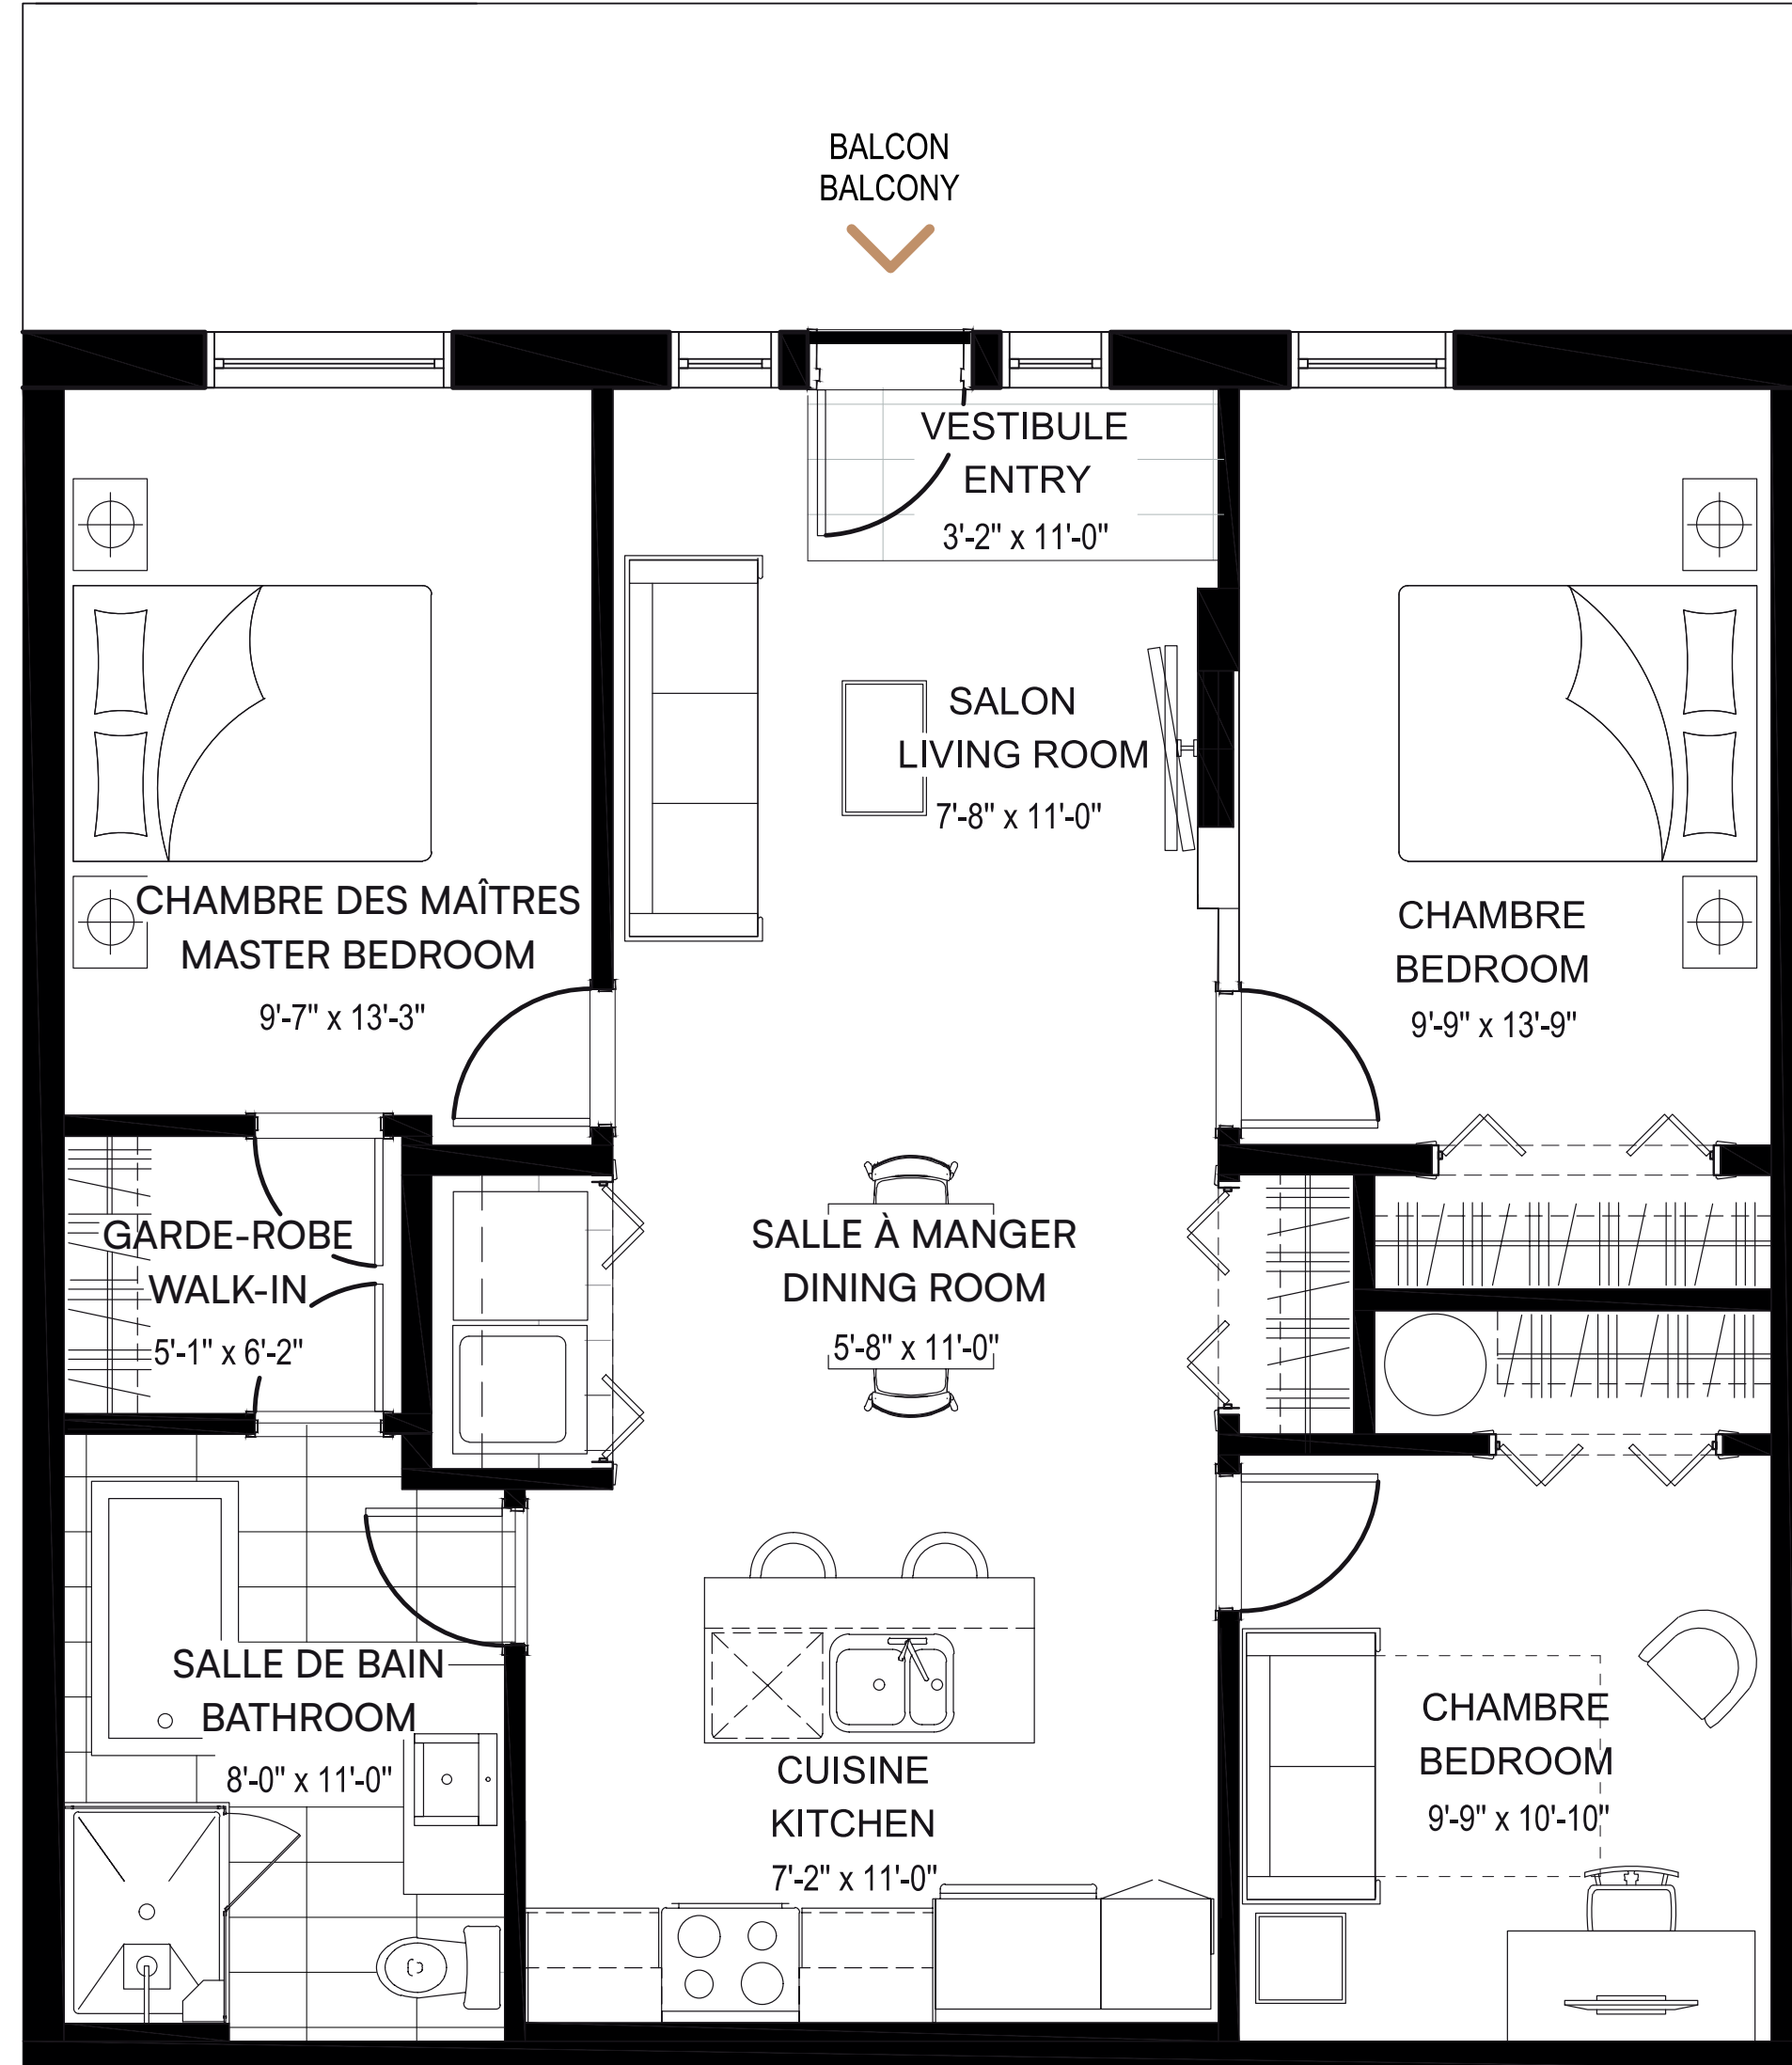 BALCON
BALCONY
VESTIBULE
ENTRY
3'-2" x 11'-0"
SALON
LIVING ROOM
7'-8" x 11'-0"
CHAMBRE DES MAÎTRES
MASTER BEDROOM
9'-7" x 13'-3"
CHAMBRE
BEDROOM
9'-9" x 13'-9"
GARDE-ROBE
WALK-IN
5'-1" x 6'-2"
SALLE À MANGER
DINING ROOM
5'-8" x 11'-0"
SALLE DE BAIN
BATHROOM
8'-0" x 11'-0"
CUISINE
KITCHEN
7'-2" x 11'-0"
CHAMBRE
BEDROOM
9'-9" x 10'-10"